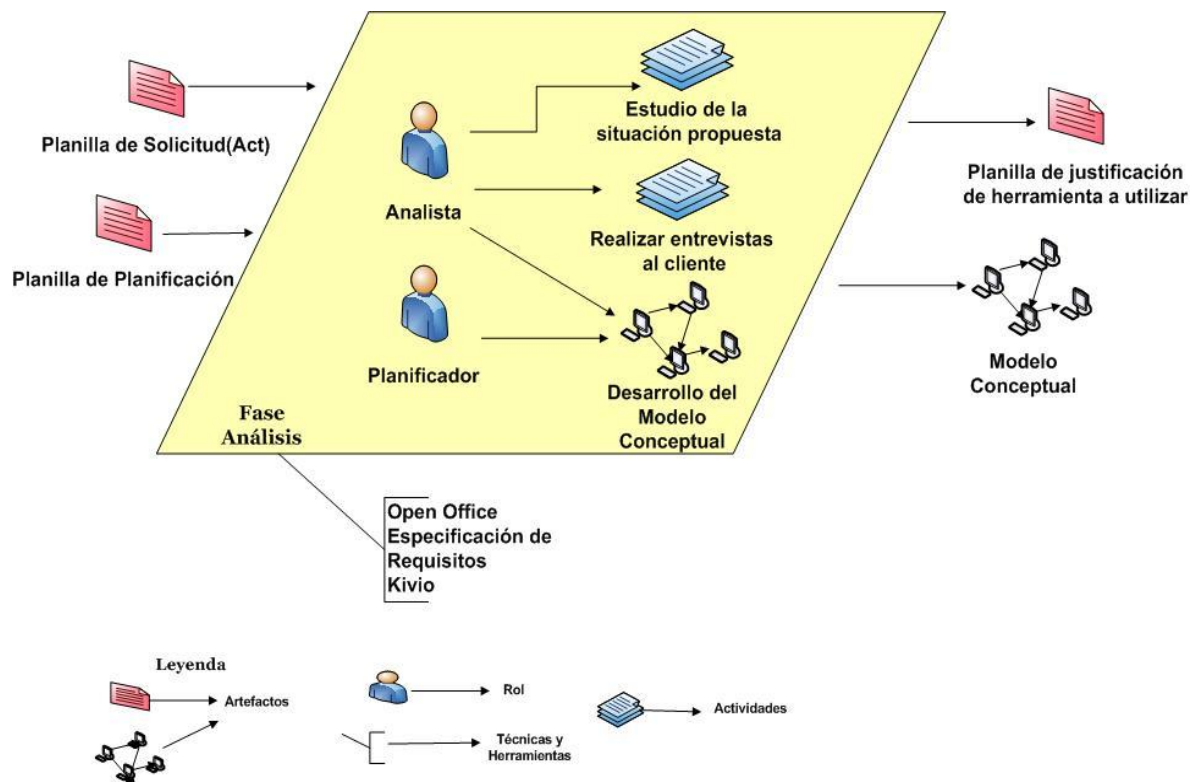 Planilla de Solicitud(Act)
Planilla de Planificación
Analista
Planificador
Estudio de la
situación propuesta
Realizar entrevistas
al cliente
Desarrollo del
Modelo
Conceptual
Fase
Análisis
Planilla de justificación
de herramienta a utilizar
Modelo
Conceptual
Open Office
Especificación de
Requisitos
Kivio
Leyenda
Artefactos
Rol
Técnicas y
Herramientas
Actividades